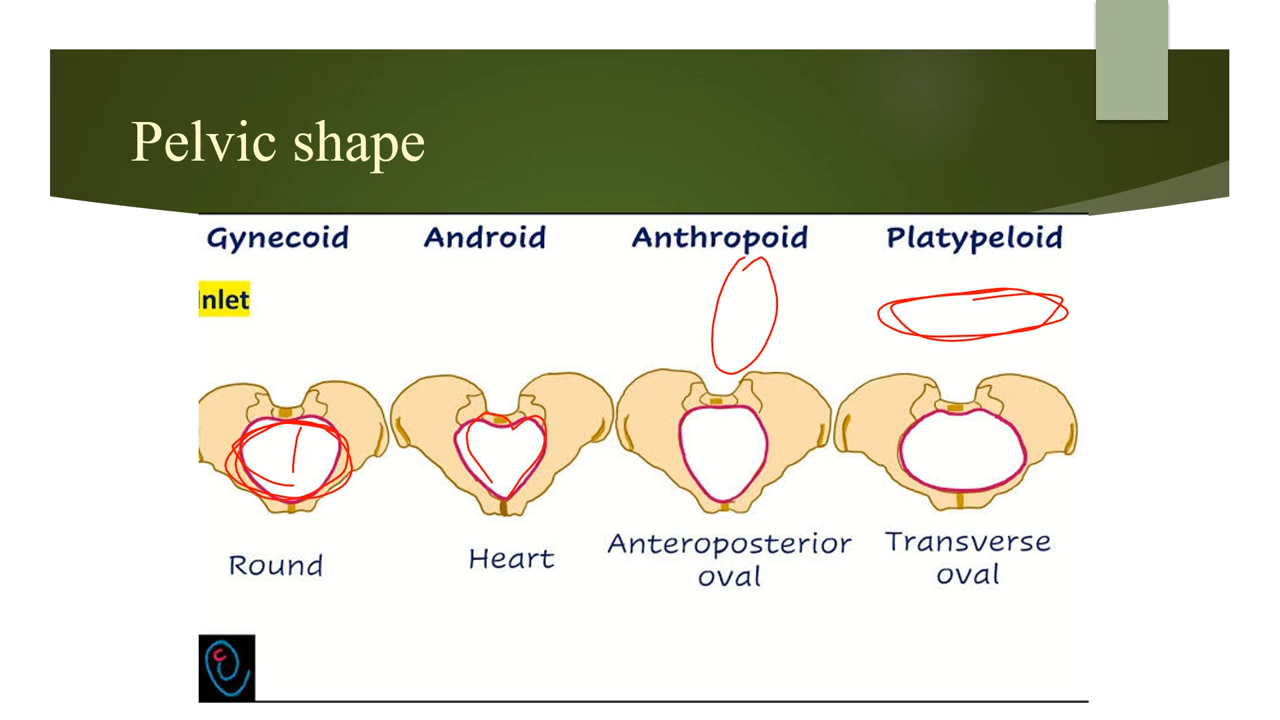 Pelvic shape
Gynecoid Android Anthropoid Platypeloid
nlet
Round Heart Anteroposterior oval Transverse oval